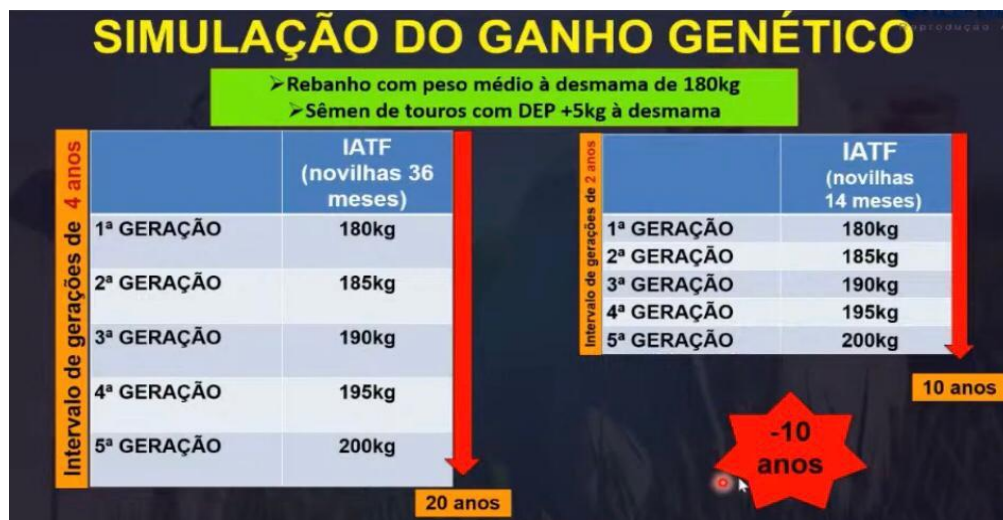 SIMULAÇÃO DO GANHO GENÉTICO
➢Rebanho com peso médio à desmama de 180kg
➢Sêmen de touros com DEP +5kg à desmama
Intervalo de gerações de 4 anos
IATF
(novilhas 36
meses)
1ª GERAÇÃO 180kg
2ª GERAÇÃO 185kg
3ª GERAÇÃO 190kg
4ª GERAÇÃO 195kg
5ª GERAÇÃO 200kg
20 anos
Intervalo de gerações de 2 anos
IATF
(novilhas
14 meses)
1ª GERAÇÃO 180kg
2ª GERAÇÃO 185kg
3ª GERAÇÃO 190kg
4ª GERAÇÃO 195kg
5ª GERAÇÃO 200kg
10 anos
-10
anos